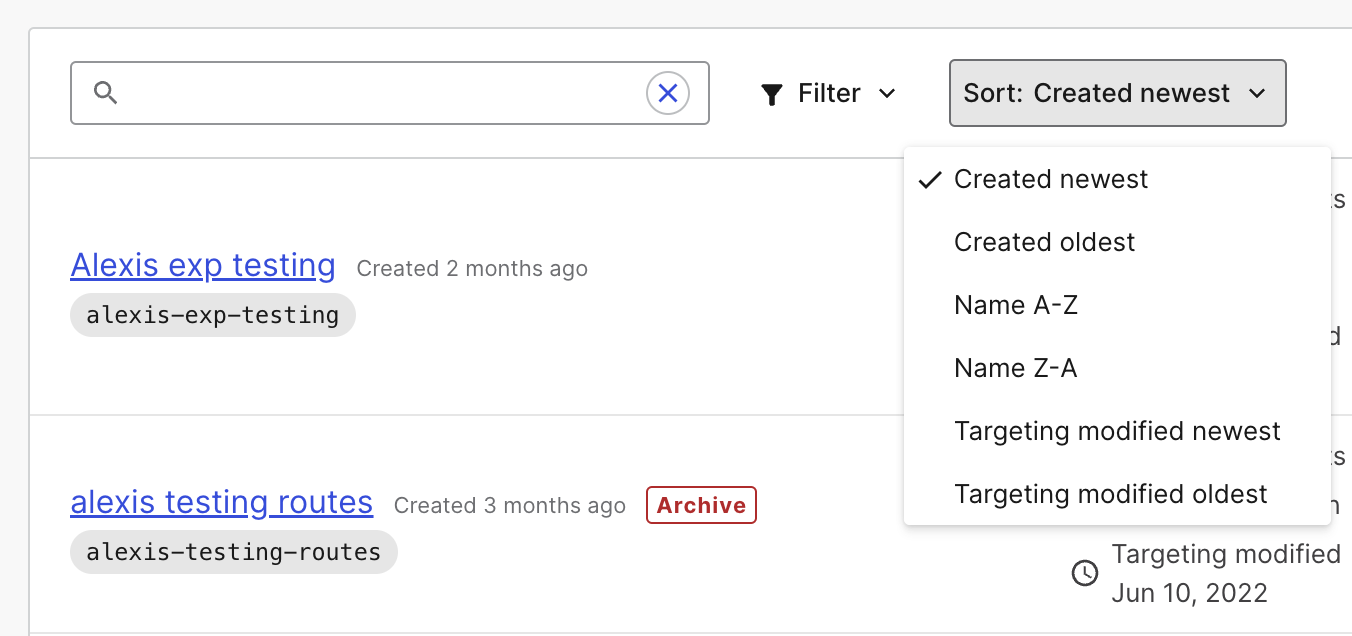 Filter
Sort: Created newest
Created newest
Created oldest
Name A-Z
Name Z-A
Targeting modified newest
Targeting modified oldest
Alexis exp testing Created 2 months ago
alexis-exp-testing
alexis testing routes Created 3 months ago Archive
alexis-testing-routes
Targeting modified
Jun 10, 2022